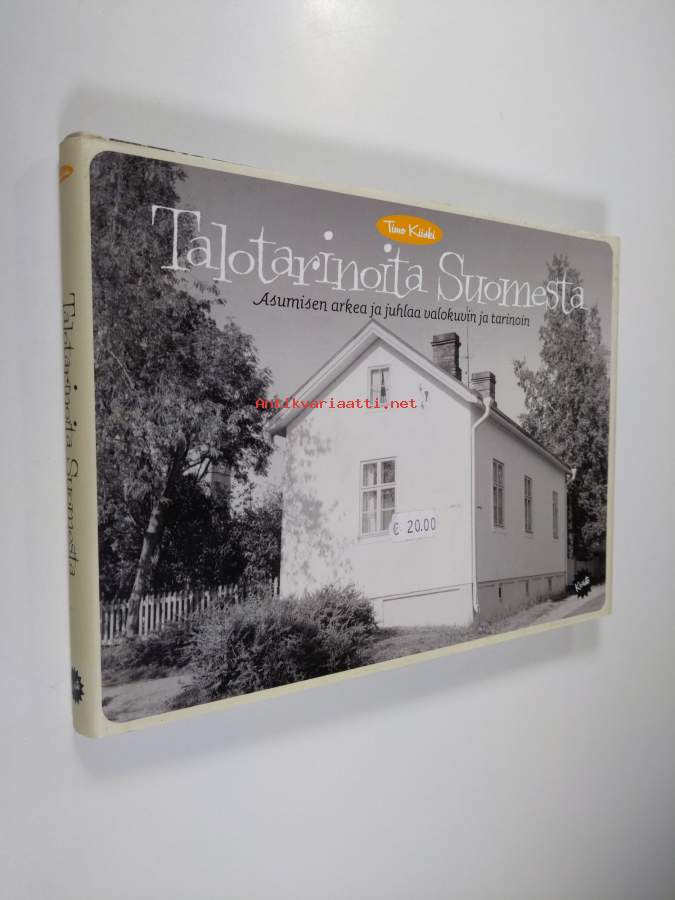 Timo Kiiski
Talotarinoita Suomesta
Asumisen arkea ja juhlaa valokuvin ja tarinoin
Antikvariaatti.net
€ 20.00
Talotarinoita Suomesta